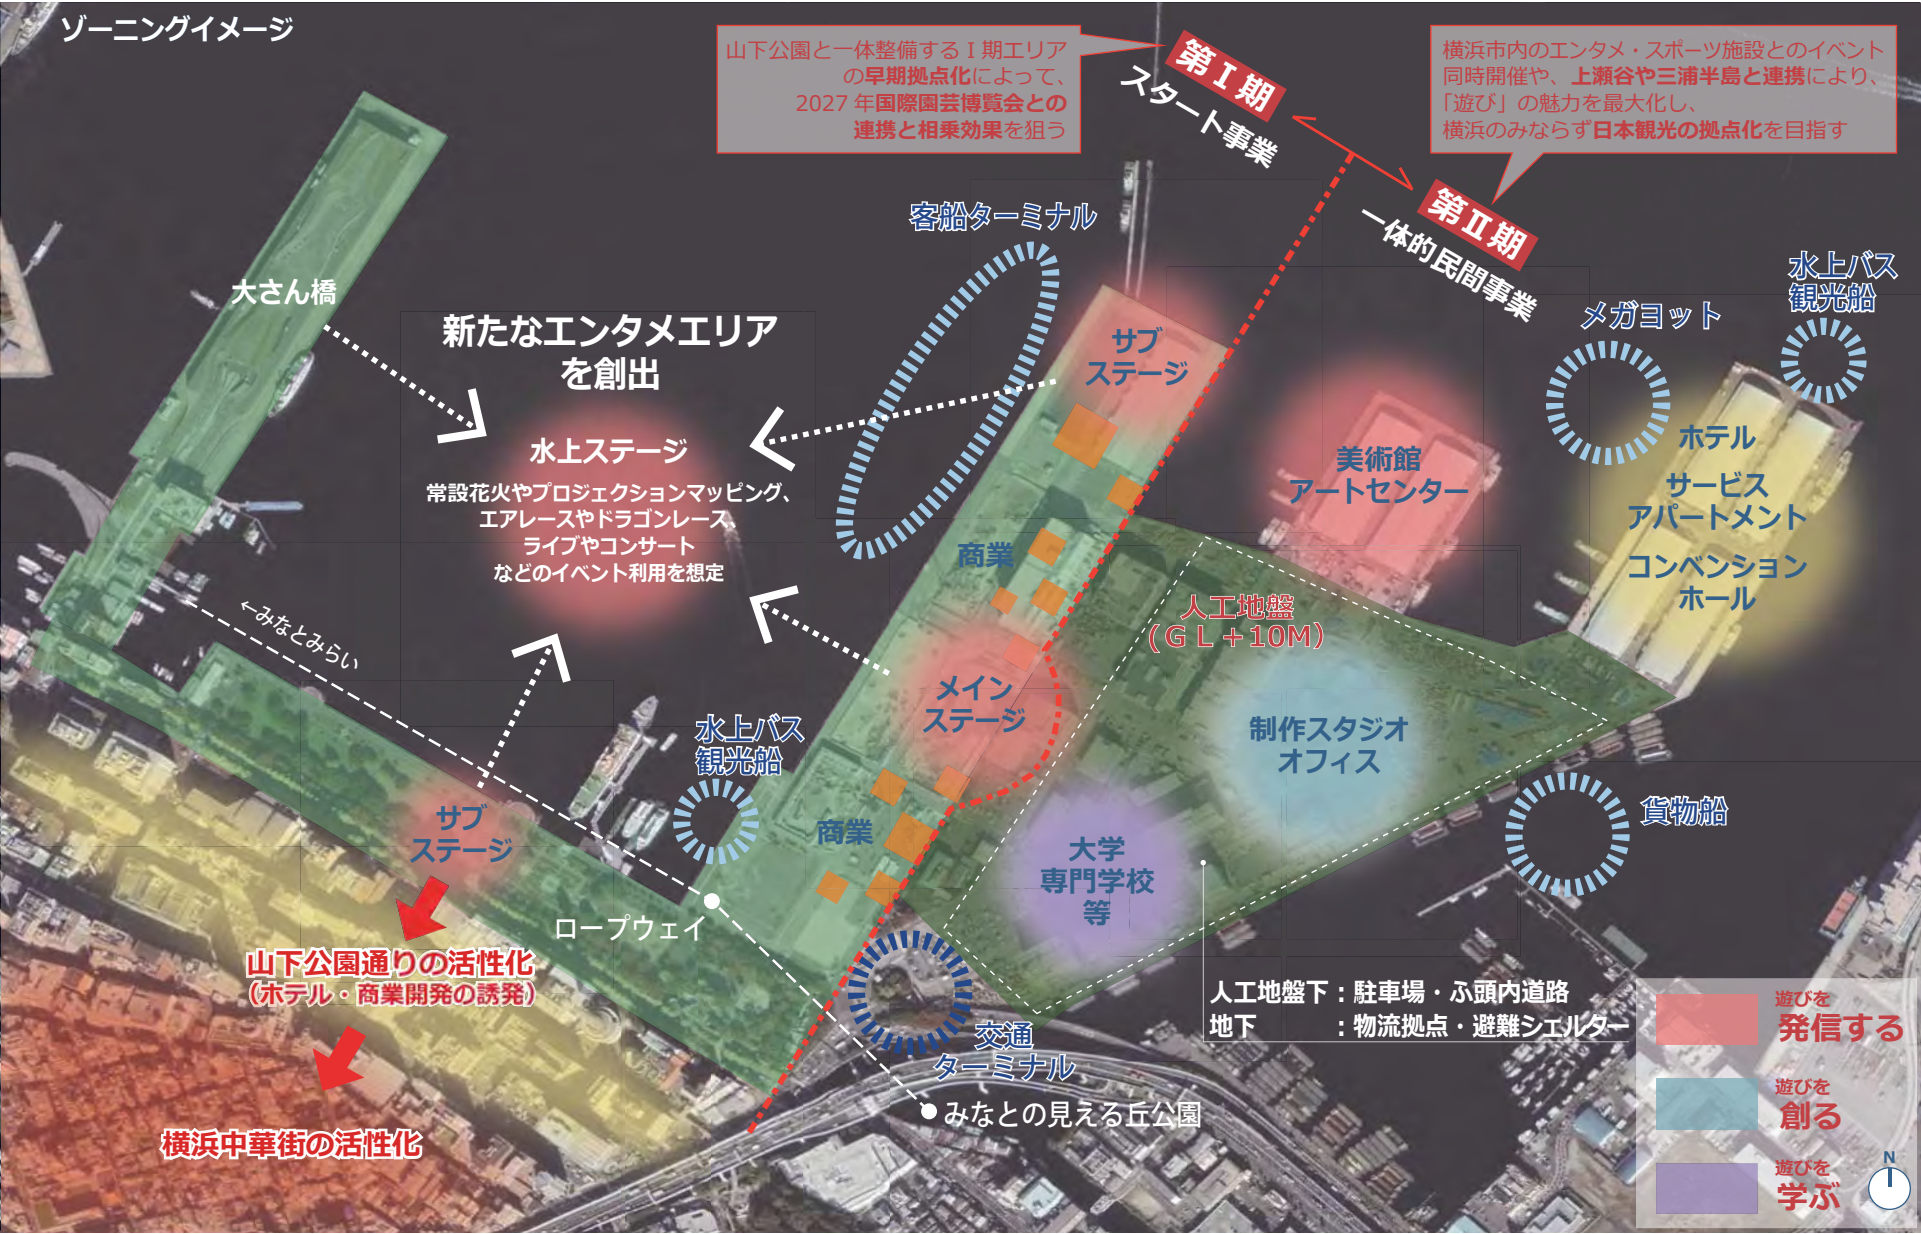 ゾーニングイメージ
山下公園と一体整備するⅠ期エリア
の早期拠点化によって、
2027年国際園芸博覧会との
連携と相乗効果を狙う
第Ⅰ期
スタート事業
横浜市内のエンタメ・スポーツ施設とのイベント
同時開催や、上瀬谷や三浦半島と連携により、
「遊び」の魅力を最大化し、
横浜のみならず日本観光の拠点化を目指す
第Ⅱ期
一体的民間事業
客船ターミナル
水上バス
観光船
メガヨット
大さん橋
新たなエンタメエリア
を創出
水上ステージ
常設花火やプロジェクションマッピング、
エアレースやドラゴンレース、
ライブやコンサート
などのイベント利用を想定
サブ
ステージ
美術館
アートセンター
ホテル
サービス
アパートメント
コンベンション
ホール
商業
人工地盤
(GL+10M)
←みなとみらい
メイン
ステージ
制作スタジオ
オフィス
水上バス
観光船
サブ
ステージ
商業
大学
専門学校
等
貨物船
ロープウェイ
山下公園通りの活性化
(ホテル・商業開発の誘発)
人工地盤下:駐車場・ふ頭内道路
地下:物流拠点・避難シェルター
交通
ターミナル
みなとの見える丘公園
横浜中華街の活性化
遊びを
発信する
遊びを
創る
遊びを
学ぶ
N